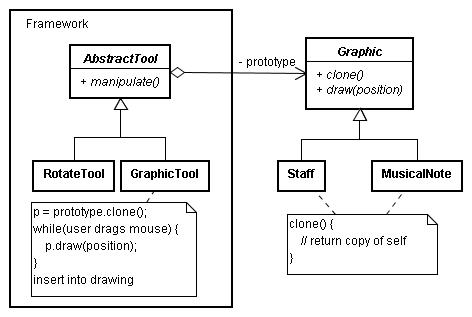 Framework
AbstractTool
+ manipulate()
- prototype
Graphic
+ clone()
+ draw(position)
RotateTool
GraphicTool
Staff
MusicalNote
p = prototype.clone();
while(user drags mouse) {
p.draw(position);
}
insert into drawing
clone() {
// return copy of self
}